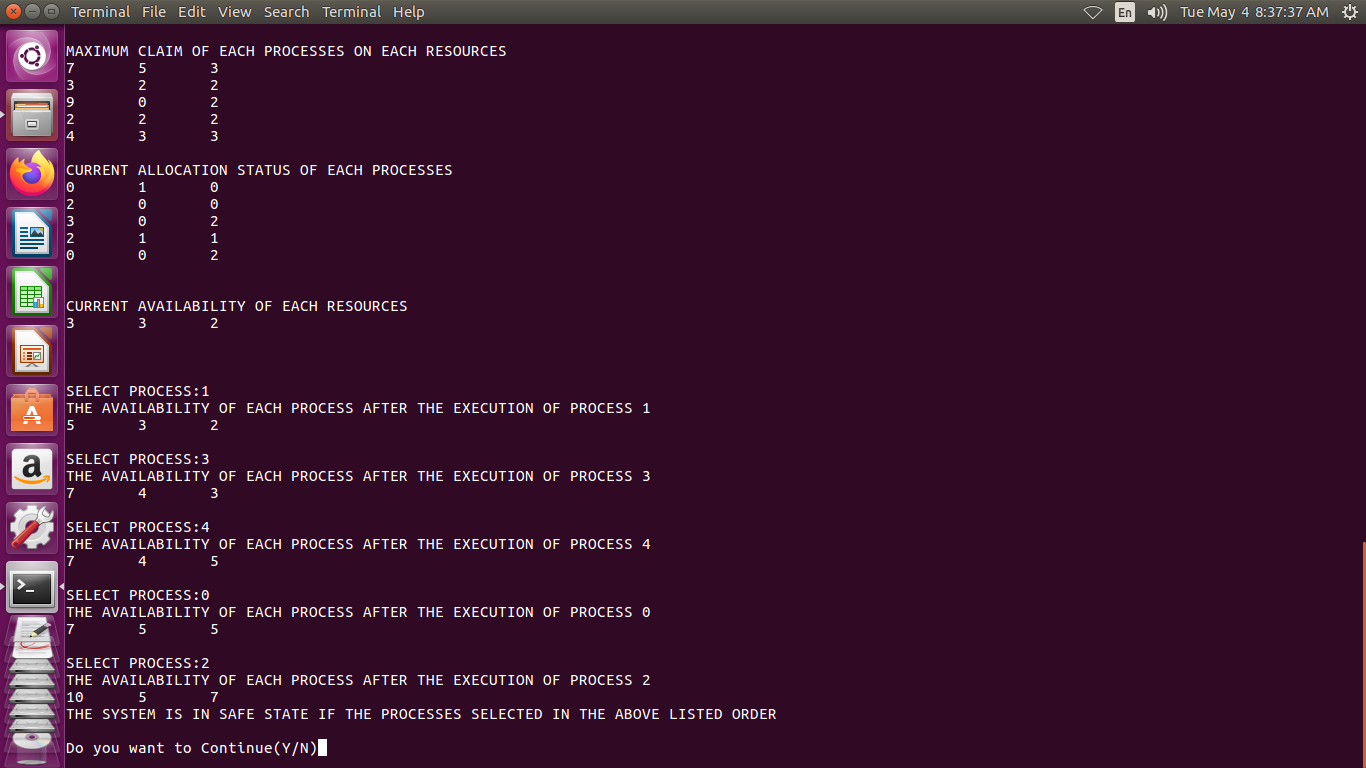 Terminal File Edit View Search Terminal Help En Tue May 4 8:37:37 AM
MAXIMUM CLAIM OF EACH PROCESSES ON EACH RESOURCES
7 5 3
3 2 2
9 0 2
2 2 2
4 3 3
CURRENT ALLOCATION STATUS OF EACH PROCESSES
0 1 0
2 0 0
3 0 2
2 1 1
0 0 2
CURRENT AVAILABILITY OF EACH RESOURCES
3 3 2
SELECT PROCESS:1
THE AVAILABILITY OF EACH PROCESS AFTER THE EXECUTION OF PROCESS 1
5 3 2
SELECT PROCESS:3
THE AVAILABILITY OF EACH PROCESS AFTER THE EXECUTION OF PROCESS 3
7 4 3
SELECT PROCESS:4
THE AVAILABILITY OF EACH PROCESS AFTER THE EXECUTION OF PROCESS 4
7 4 5
SELECT PROCESS:0
THE AVAILABILITY OF EACH PROCESS AFTER THE EXECUTION OF PROCESS 0
7 5 5
SELECT PROCESS:2
THE AVAILABILITY OF EACH PROCESS AFTER THE EXECUTION OF PROCESS 2
10 5 7
THE SYSTEM IS IN SAFE STATE IF THE PROCESSES SELECTED IN THE ABOVE LISTED ORDER
Do you want to Continue(Y/N)